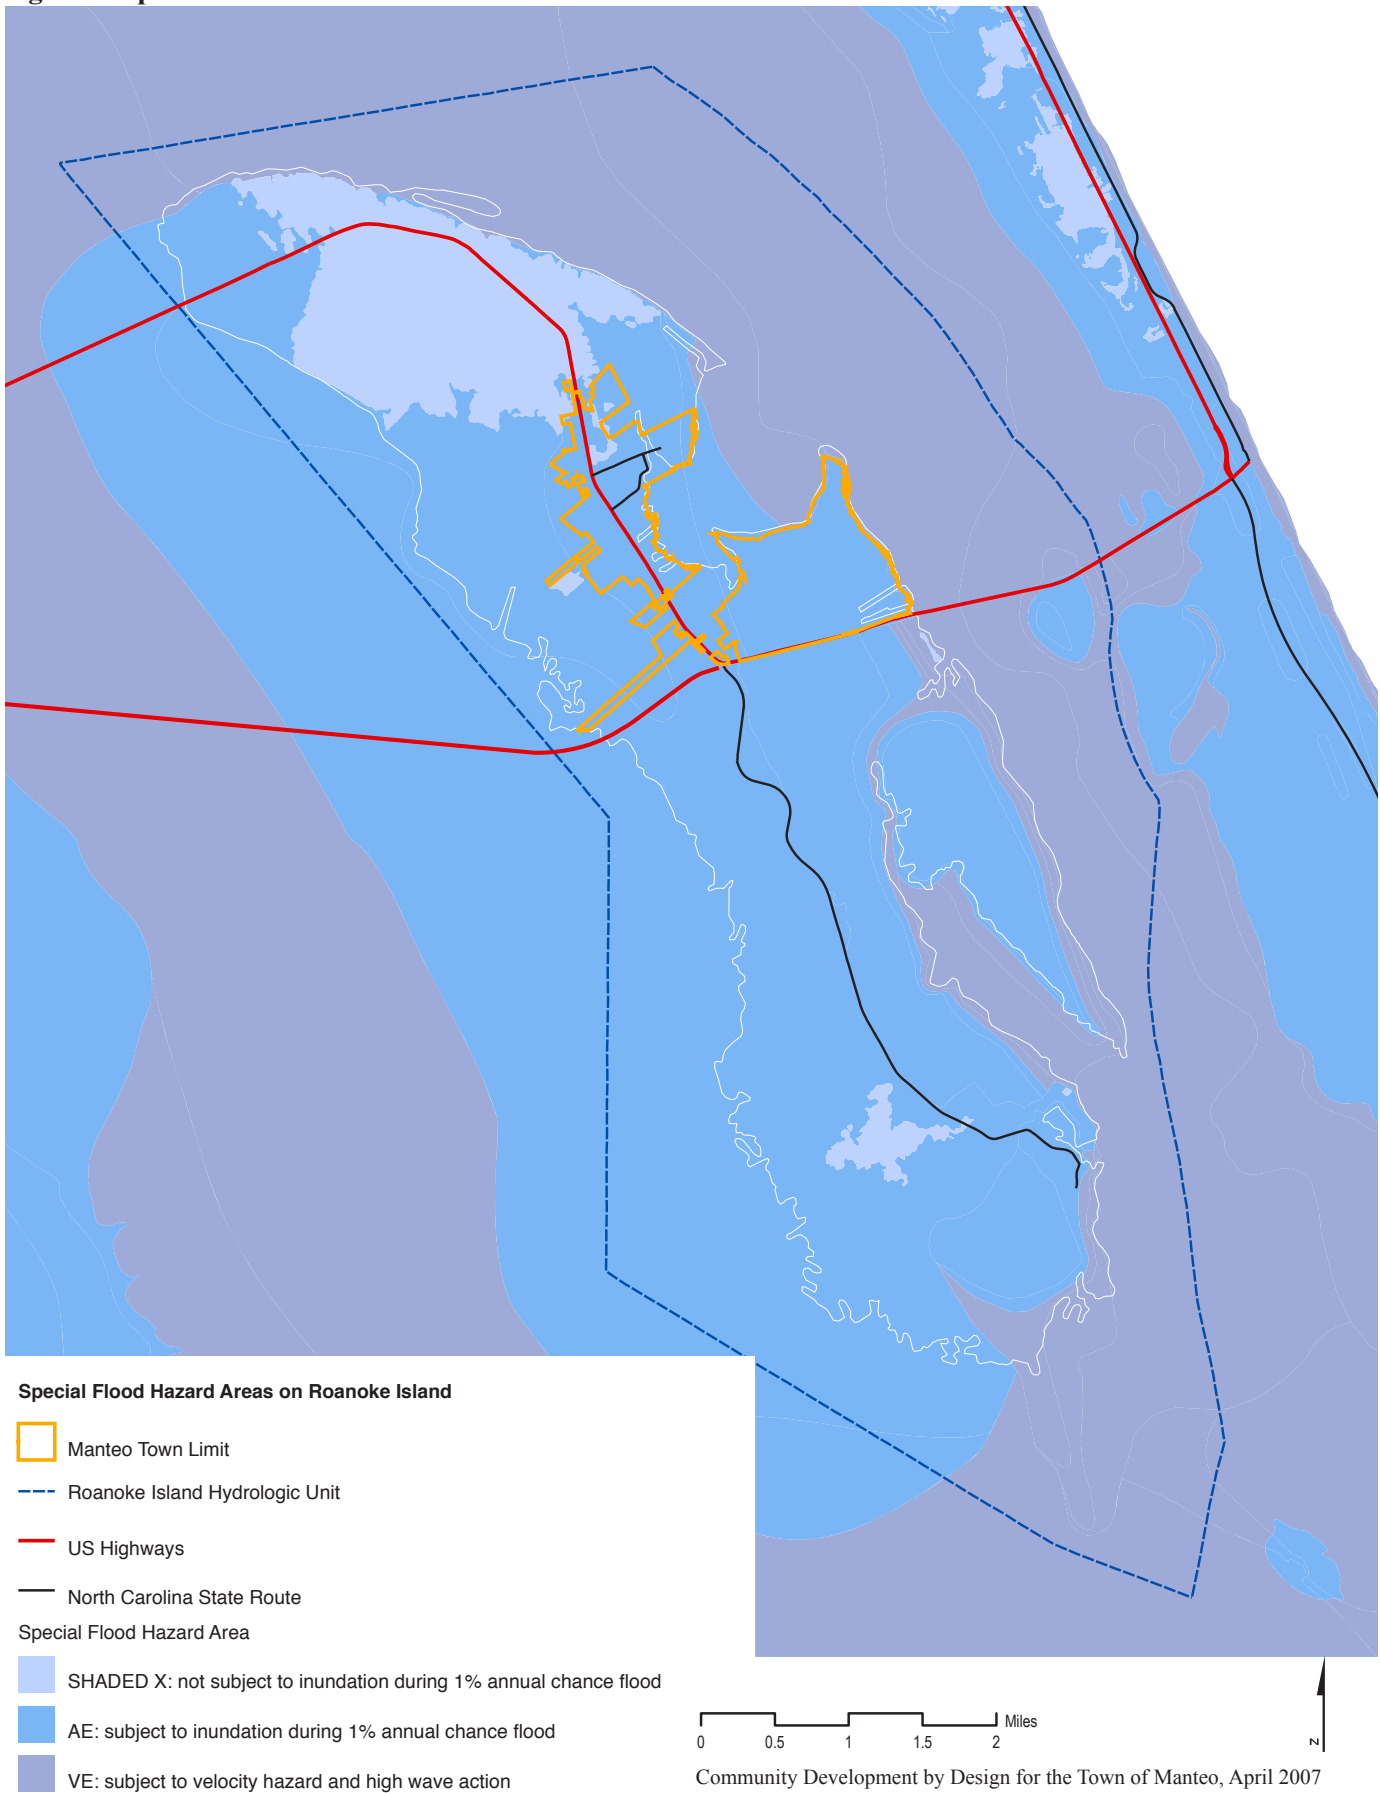 Special Flood Hazard Areas on Roanoke Island
Manteo Town Limit
Roanoke Island Hydrologic Unit
US Highways
North Carolina State Route
Special Flood Hazard Area
SHADED X: not subject to inundation during 1% annual chance flood
AE: subject to inundation during 1% annual chance flood
VE: subject to velocity hazard and high wave action
Miles
0 0.5 1 1.5 2
N
Community Development by Design for the Town of Manteo, April 2007